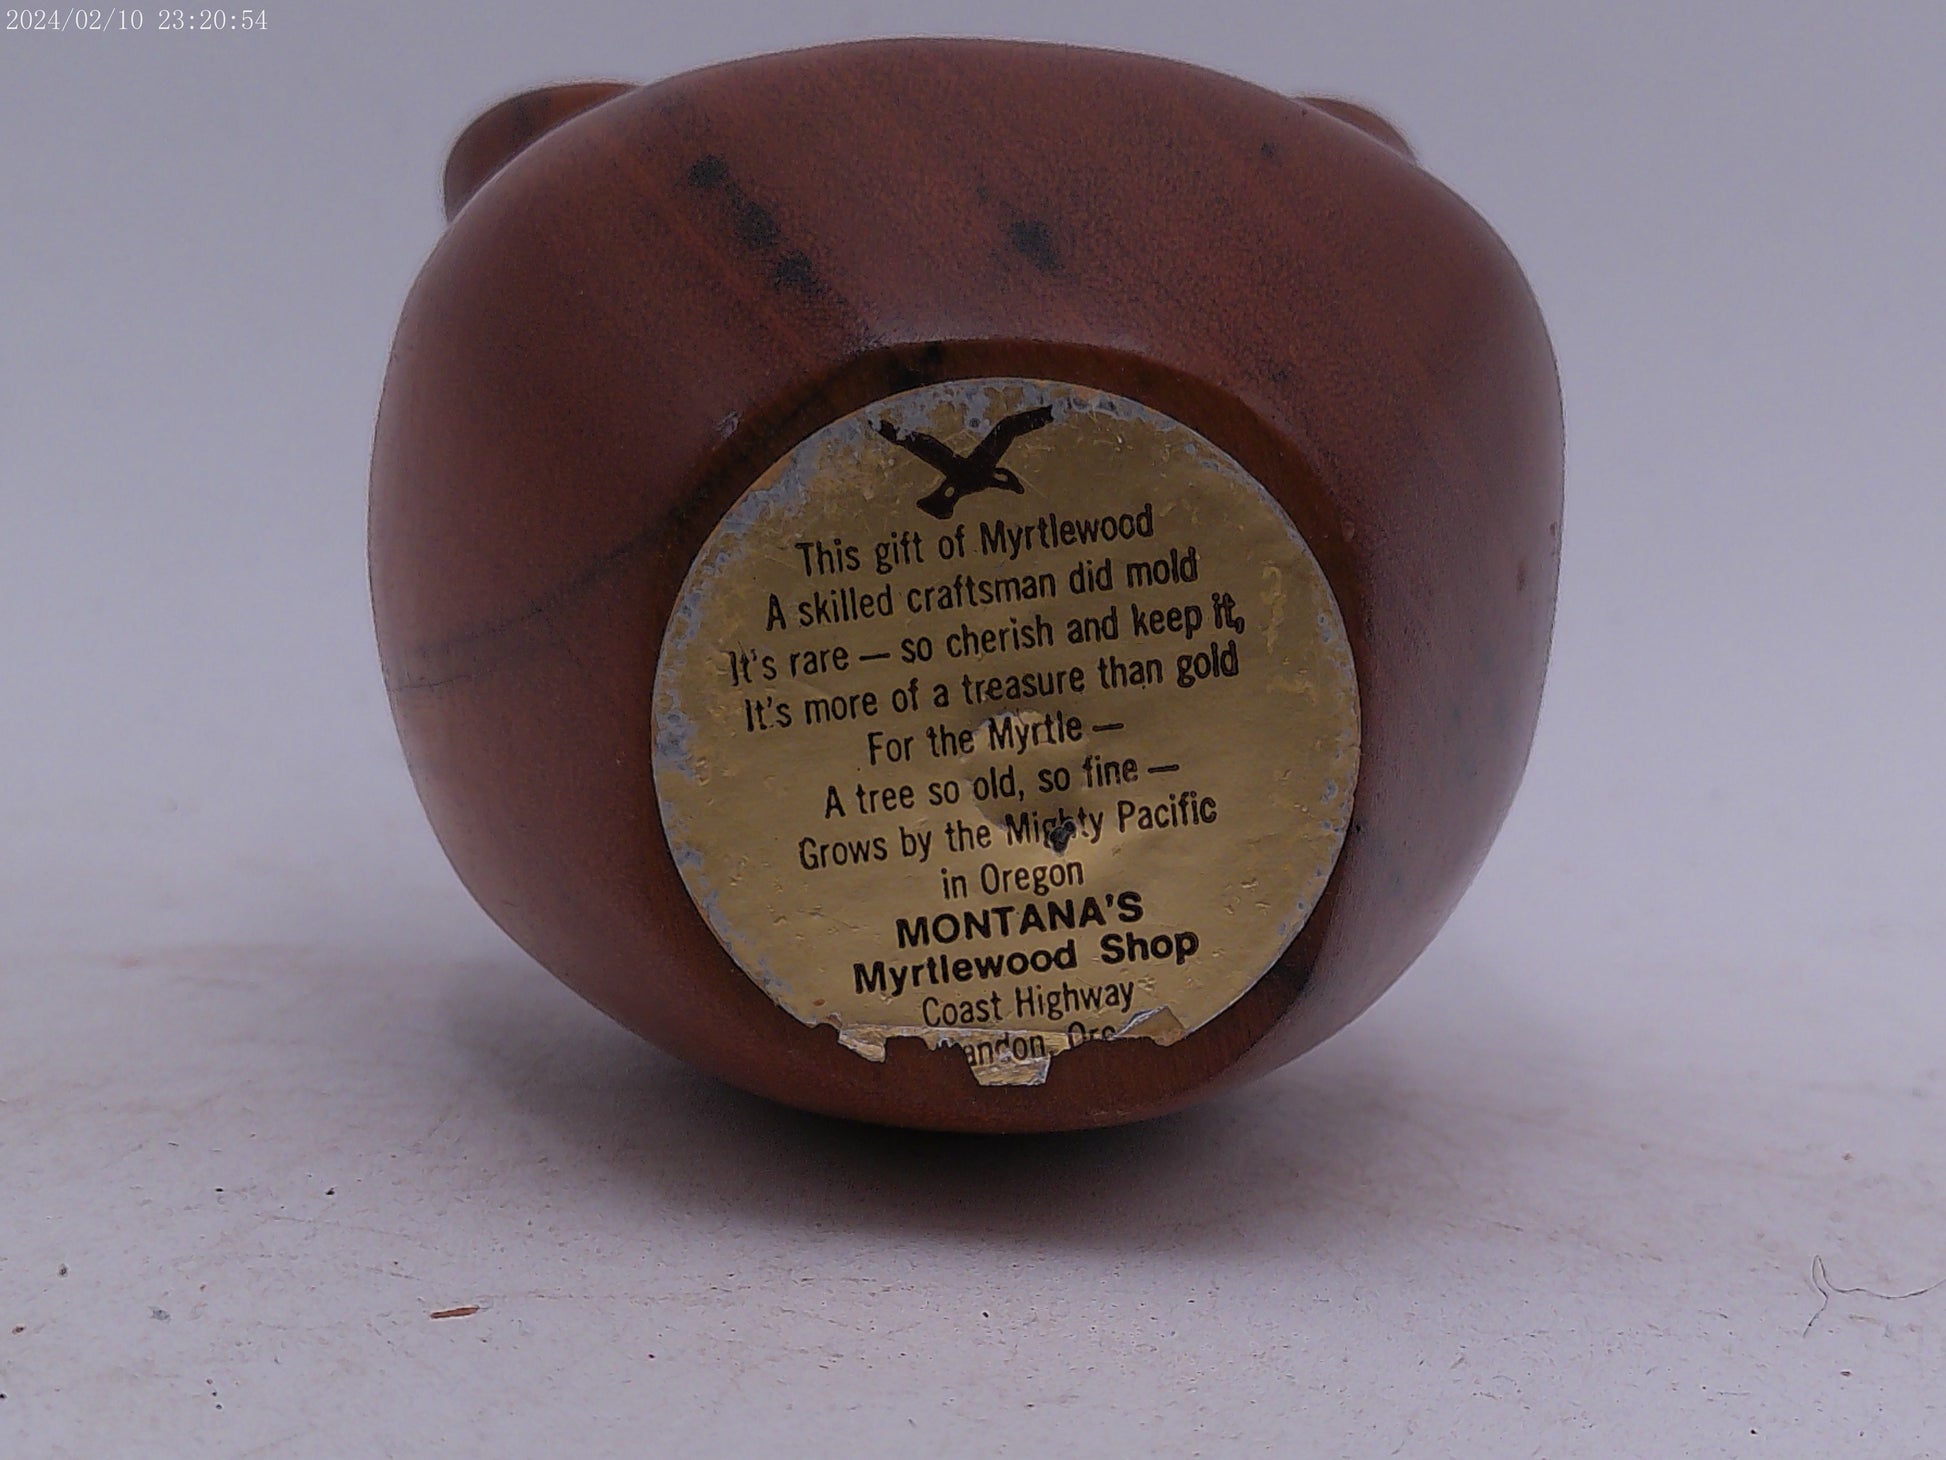 2024/02/10 23:20:54
This gift of Myrtlewood
A skilled craftsman did mold
It's rare — so cherish and keep it,
It's more of a treasure than gold
For the Myrtle —
A tree so old, so fine —
Grows by the Mighty Pacific
in Oregon
MONTANA'S
Myrtlewood Shop
Coast Highway
andon, Ore